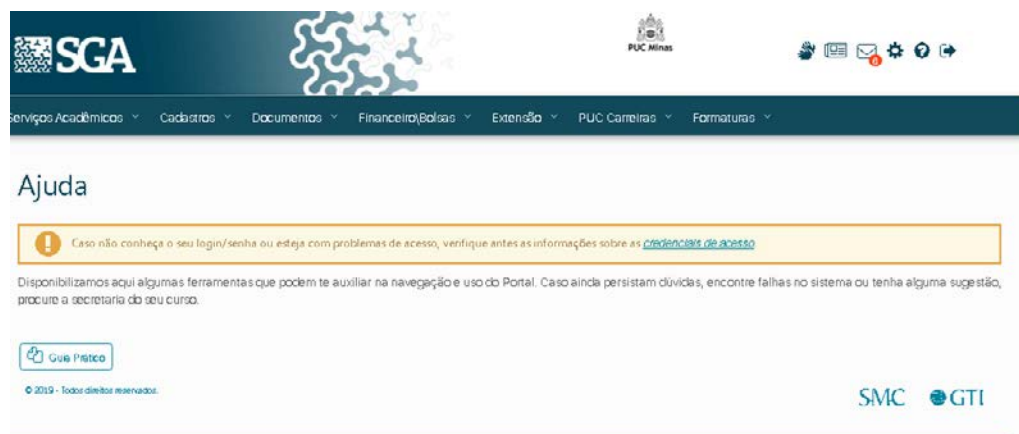 SGA
PUC Minas
6
Serviços Acadêmicos
Cadastros
Documentos
Financeiro\Bolsas
Extensão
PUC Carreiras
Formaturas
Ajuda
Caso não conheça o seu login/senha ou esteja com problemas de acesso, verifique antes as informações sobre as credenciais de acesso
Disponibilizamos aqui algumas ferramentas que podem te auxiliar na navegação e uso do Portal. Caso ainda persistam dúvidas, encontre falhas no sistema ou tenha alguma sugestão,
procure a secretaria do seu curso.
Guia Prático
© 2019 - Todos direitos reservados.
SMC GTI